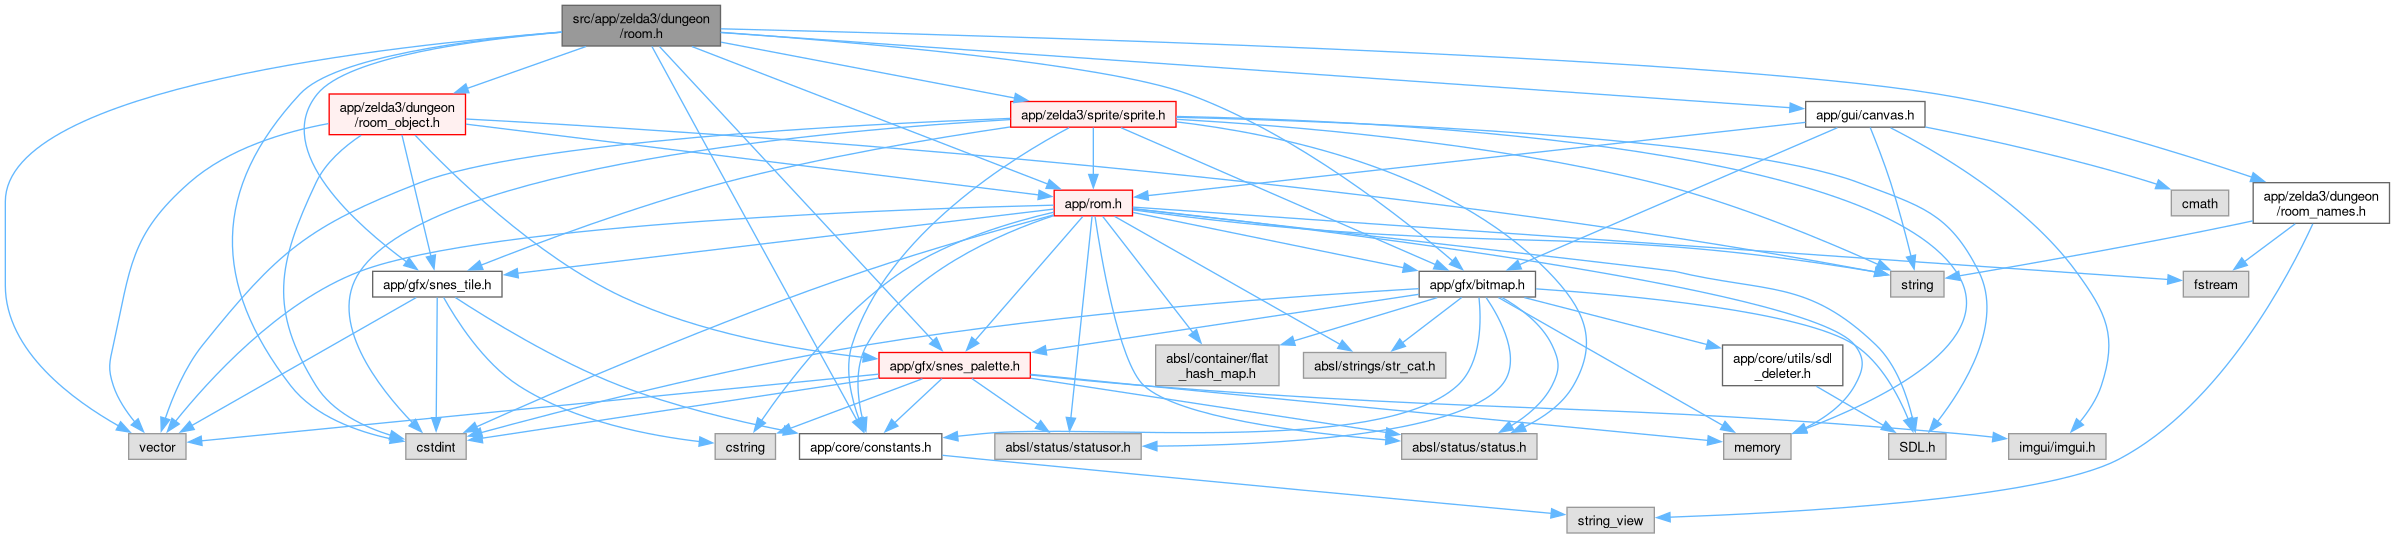 src/app/zelda3/dungeon
/room.h
app/zelda3/dungeon
/room_object.h
app/zelda3/sprite/sprite.h
app/gui/canvas.h
app/zelda3/dungeon
/room_names.h
app/rom.h
cmath
app/gfx/snes_tile.h
app/gfx/bitmap.h
string
fstream
app/gfx/snes_palette.h
absl/container/flat
_hash_map.h
absl/strings/str_cat.h
app/core/utils/sdl
_deleter.h
vector
cstdint
cstring
app/core/constants.h
absl/status/statusor.h
absl/status/status.h
memory
SDL.h
imgui/imgui.h
string_view